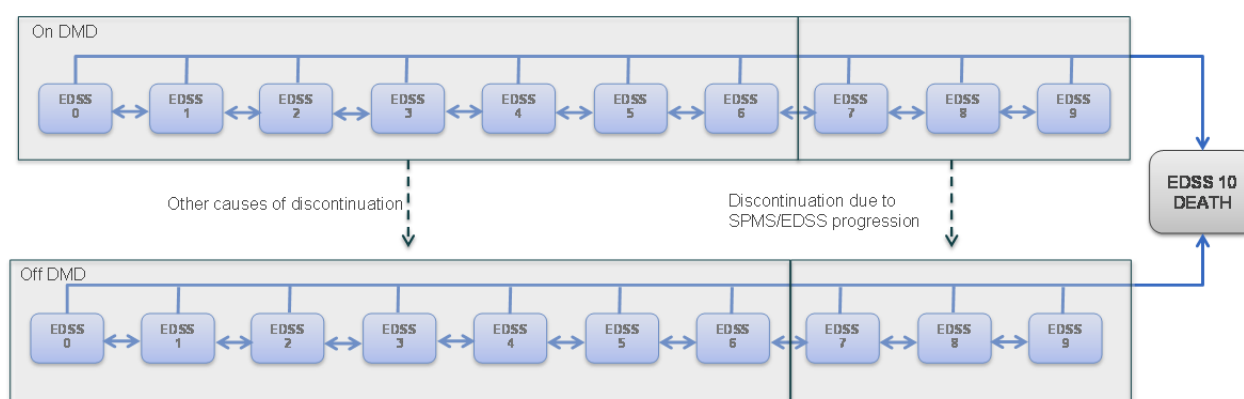 On DMD
EDSS
0
EDSS
1
EDSS
2
EDSS
3
EDSS
4
EDSS
5
EDSS
6
EDSS
7
EDSS
8
EDSS
9
EDSS 10
DEATH
Other causes of discontinuation
Discontinuation due to
SPMS/EDSS progression
Off DMD
EDSS
0
EDSS
1
EDSS
2
EDSS
3
EDSS
4
EDSS
5
EDSS
6
EDSS
7
EDSS
8
EDSS
9